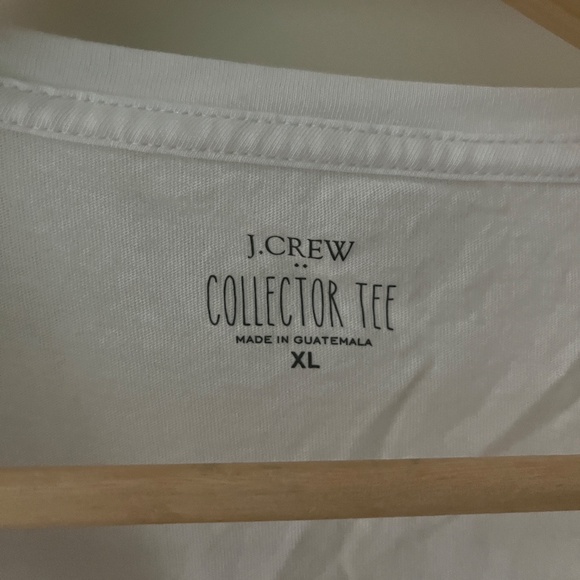 J.CREW
COLLECTOR TEE
MADE IN GUATEMALA
XL